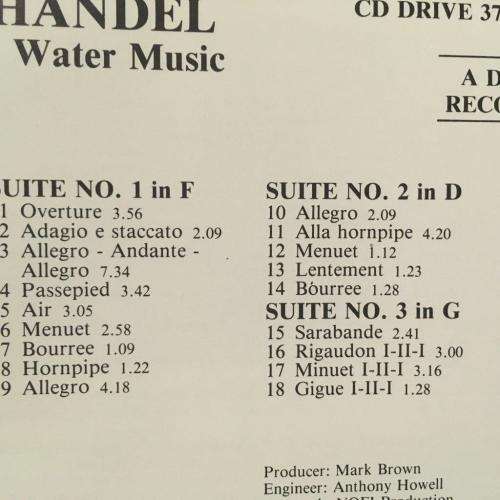 HANDEL
Water Music
CD DRIVE 37
A D
RECO
SUITE NO. 1 in F
1 Overture 3.56
2 Adagio e staccato 2.09
3 Allegro - Andante -
Allegro 7.34
4 Passepied 3.42
5 Air 3.05
6 Menuet 2.58
7 Bourree 1.09
8 Hornpipe 1.22
9 Allegro 4.18
SUITE NO. 2 in D
10 Allegro 2.09
11 Alla hornpipe 4.20
12 Menuet 1.12
13 Lentement 1.23
14 Bourree 1.28
SUITE NO. 3 in G
15 Sarabande 2.41
16 Rigaudon I-II-I 3.00
17 Minuet I-II-I 3.16
18 Gigue I-II-I 1.28
Producer: Mark Brown
Engineer: Anthony Howell